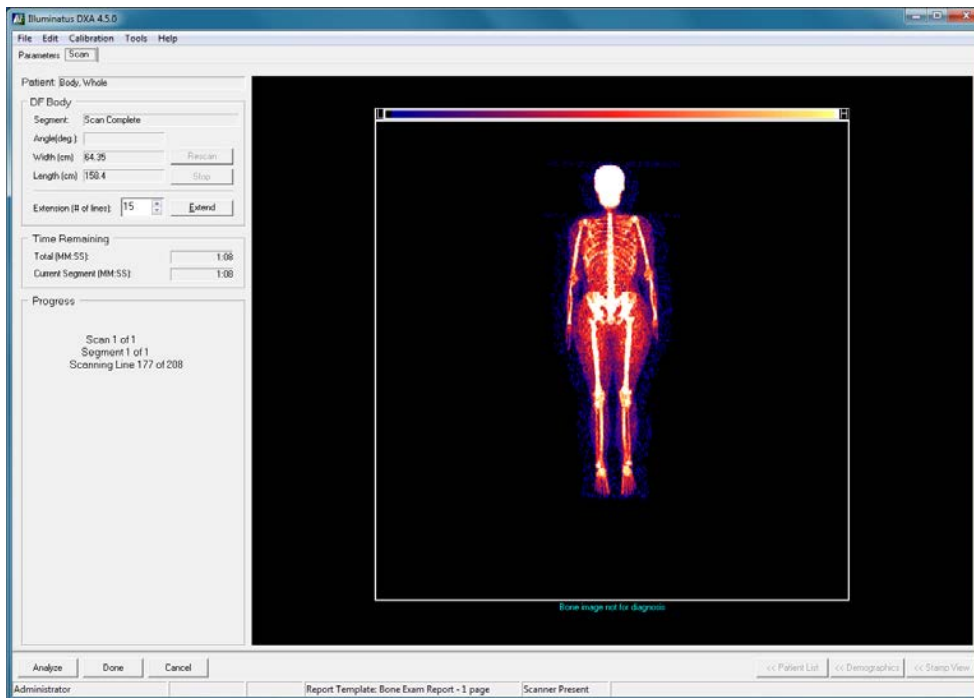 Illuminatus DXA 4.5.0
File Edit Calibration Tools Help
Parameters Scan
Patient: Body, Whole
DF Body
Segment: Scan Complete
Angle(deg.):
Width (cm) 64.35 Rescan
Length (cm) 158.4 Stop
Extension (# of lines): 15 Extend
Time Remaining
Total (MM:SS): 1:08
Current Segment (MM:SS): 1:08
Progress
Scan 1 of 1
Segment 1 of 1
Scanning Line 177 of 208
L H
Bone image not for diagnosis
Analyze Done Cancel << Patient List << Demographics << Stamp View
Administrator Report Template: Bone Exam Report - 1 page Scanner Present